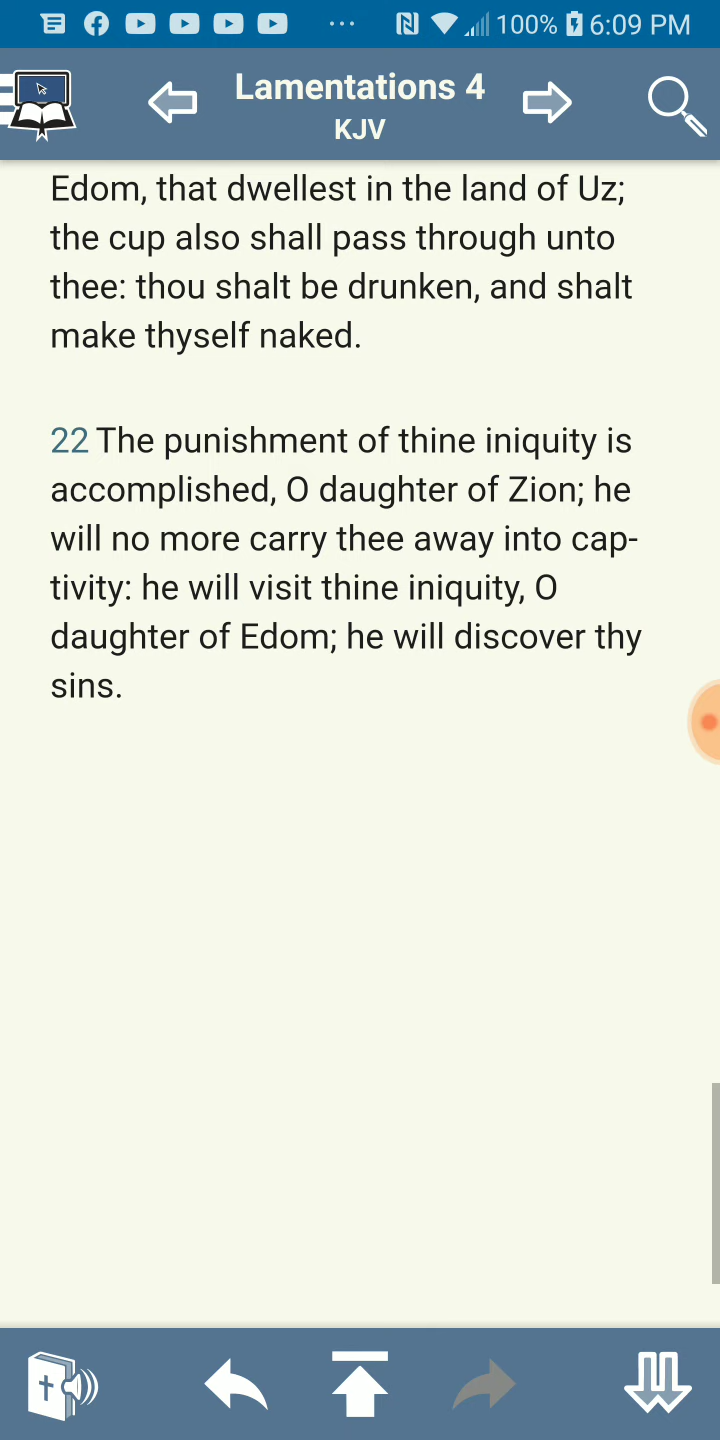 100% 6:09 PM
Lamentations 4
KJV
Edom, that dwellest in the land of Uz;
the cup also shall pass through unto
thee: thou shalt be drunken, and shalt
make thyself naked.
22 The punishment of thine iniquity is
accomplished, O daughter of Zion; he
will no more carry thee away into cap-
tivity: he will visit thine iniquity, O
daughter of Edom; he will discover thy
sins.